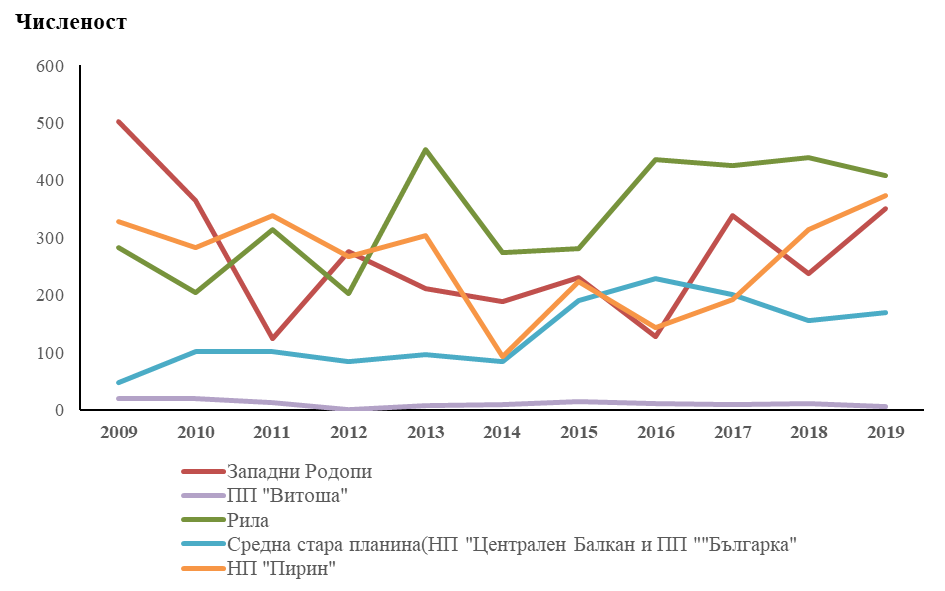 Численост
600
500
400
300
200
100
0
2009 2010 2011 2012 2013 2014 2015 2016 2017 2018 2019
Западни Родопи
ПП "Витоша"
Рила
Средна стара планина(НП "Централен Балкан и ПП ""Българка"
НП "Пирин"